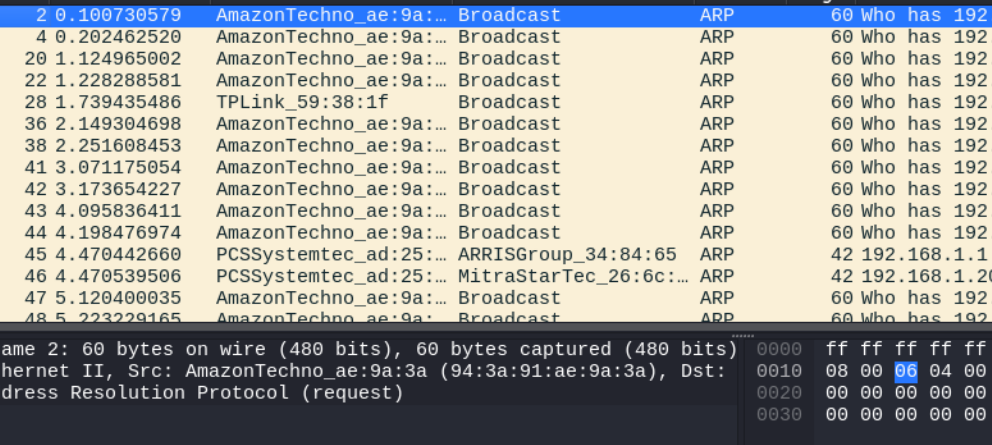 2 0.100730579 AmazonTechno_ae:9a:… Broadcast ARP 60 Who has 192
4 0.202462520 AmazonTechno_ae:9a:… Broadcast ARP 60 Who has 192
20 1.124965002 AmazonTechno_ae:9a:… Broadcast ARP 60 Who has 192
22 1.228288581 AmazonTechno_ae:9a:… Broadcast ARP 60 Who has 192
28 1.739435486 TPLink_59:38:1f Broadcast ARP 60 Who has 192
36 2.149304698 AmazonTechno_ae:9a:… Broadcast ARP 60 Who has 192
38 2.251608453 AmazonTechno_ae:9a:… Broadcast ARP 60 Who has 192
41 3.071175054 AmazonTechno_ae:9a:… Broadcast ARP 60 Who has 192
42 3.173654227 AmazonTechno_ae:9a:… Broadcast ARP 60 Who has 192
43 4.095836411 AmazonTechno_ae:9a:… Broadcast ARP 60 Who has 192
44 4.198476974 AmazonTechno_ae:9a:… Broadcast ARP 60 Who has 192
45 4.470442660 PCSSystemtec_ad:25:… ARRISGroup_34:84:65 ARP 42 192.168.1.1
46 4.470539506 PCSSystemtec_ad:25:… MitraStarTec_26:6c:… ARP 42 192.168.1.20
47 5.120400035 AmazonTechno_ae:9a:… Broadcast ARP 60 Who has 192
48 5.223229165 AmazonTechno_ae:9a: Broadcast ARP 60 Who has 192
ame 2: 60 bytes on wire (480 bits), 60 bytes captured (480 bits)
hernet II, Src: AmazonTechno_ae:9a:3a (94:3a:91:ae:9a:3a), Dst:
dress Resolution Protocol (request)
0000 ff ff ff ff ff
0010 08 00 06 04 00
0020 00 00 00 00 00
0030 00 00 00 00 00